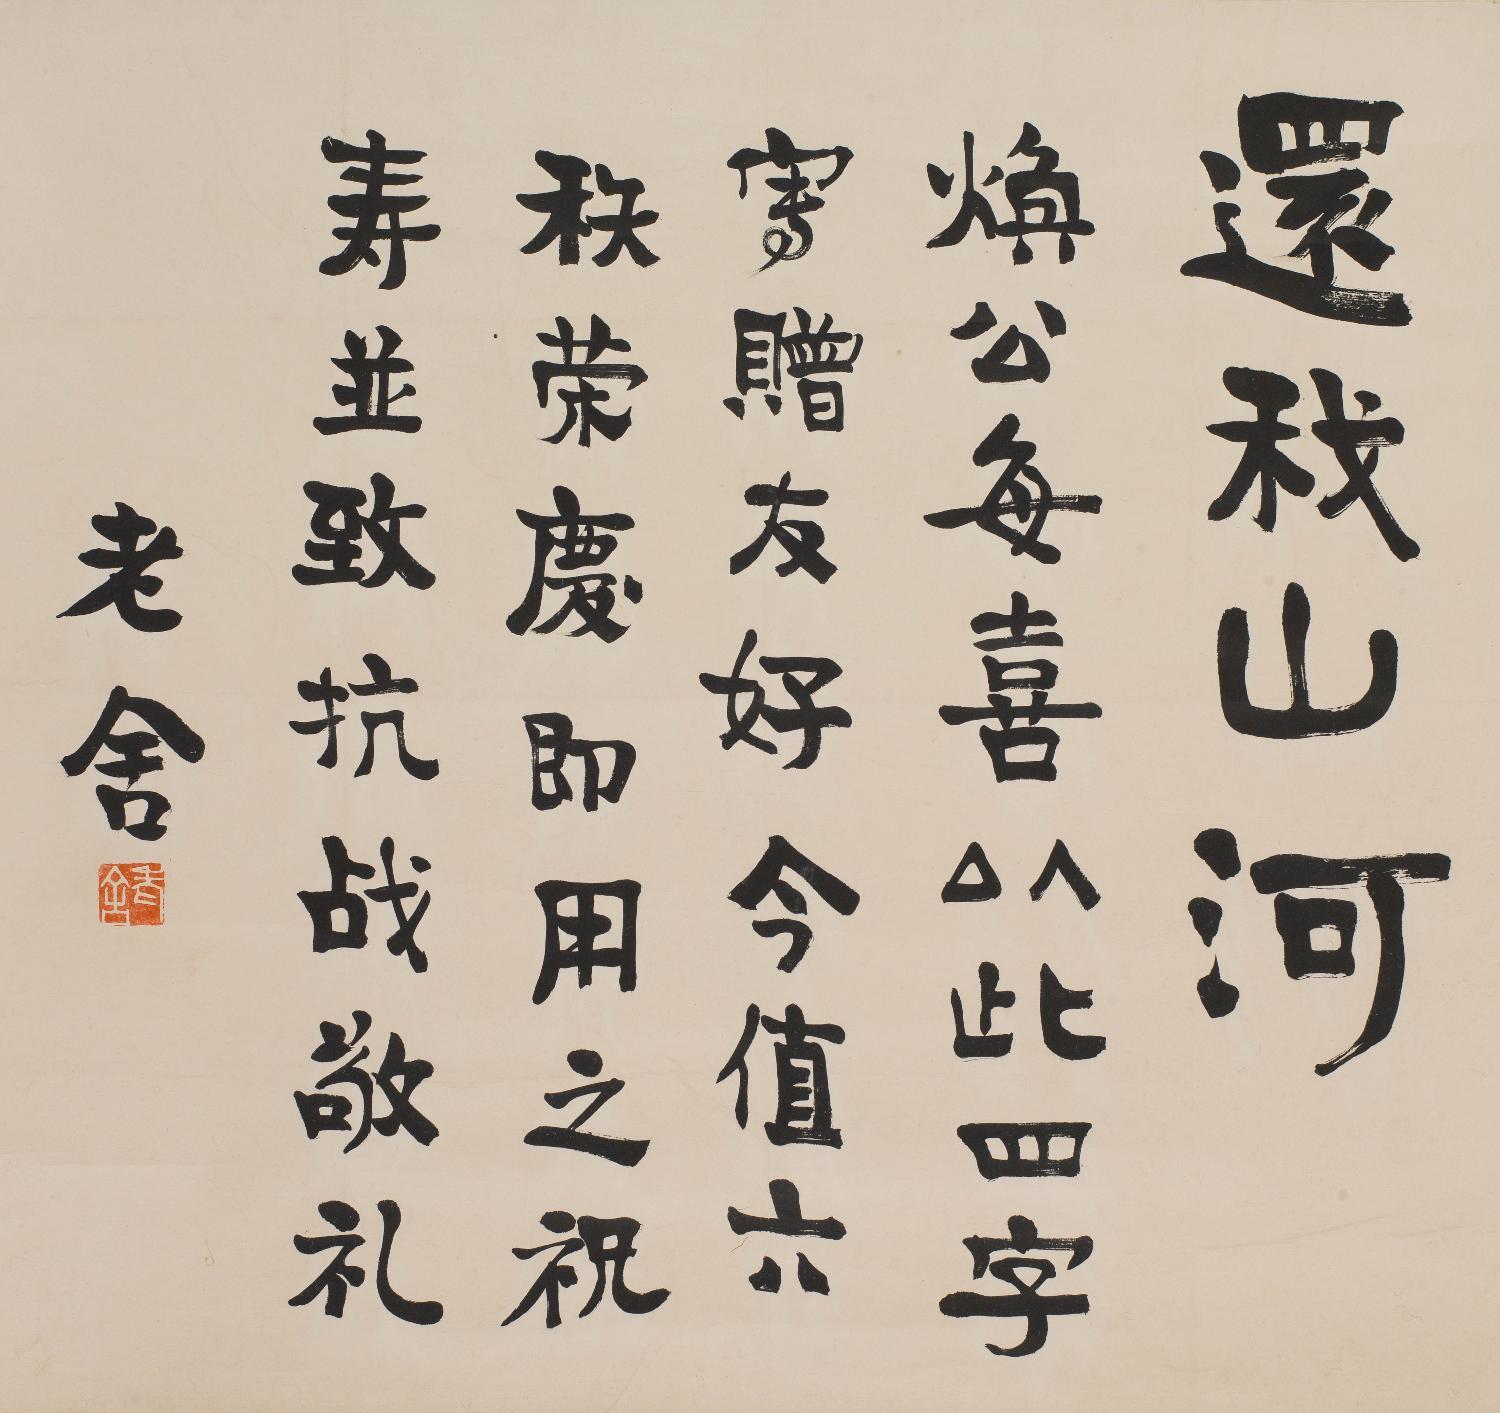 還我山河
煥公每喜以此四字
寫贈友好今值六
秩荣慶即用之祝
寿並致抗战敬礼
老舍